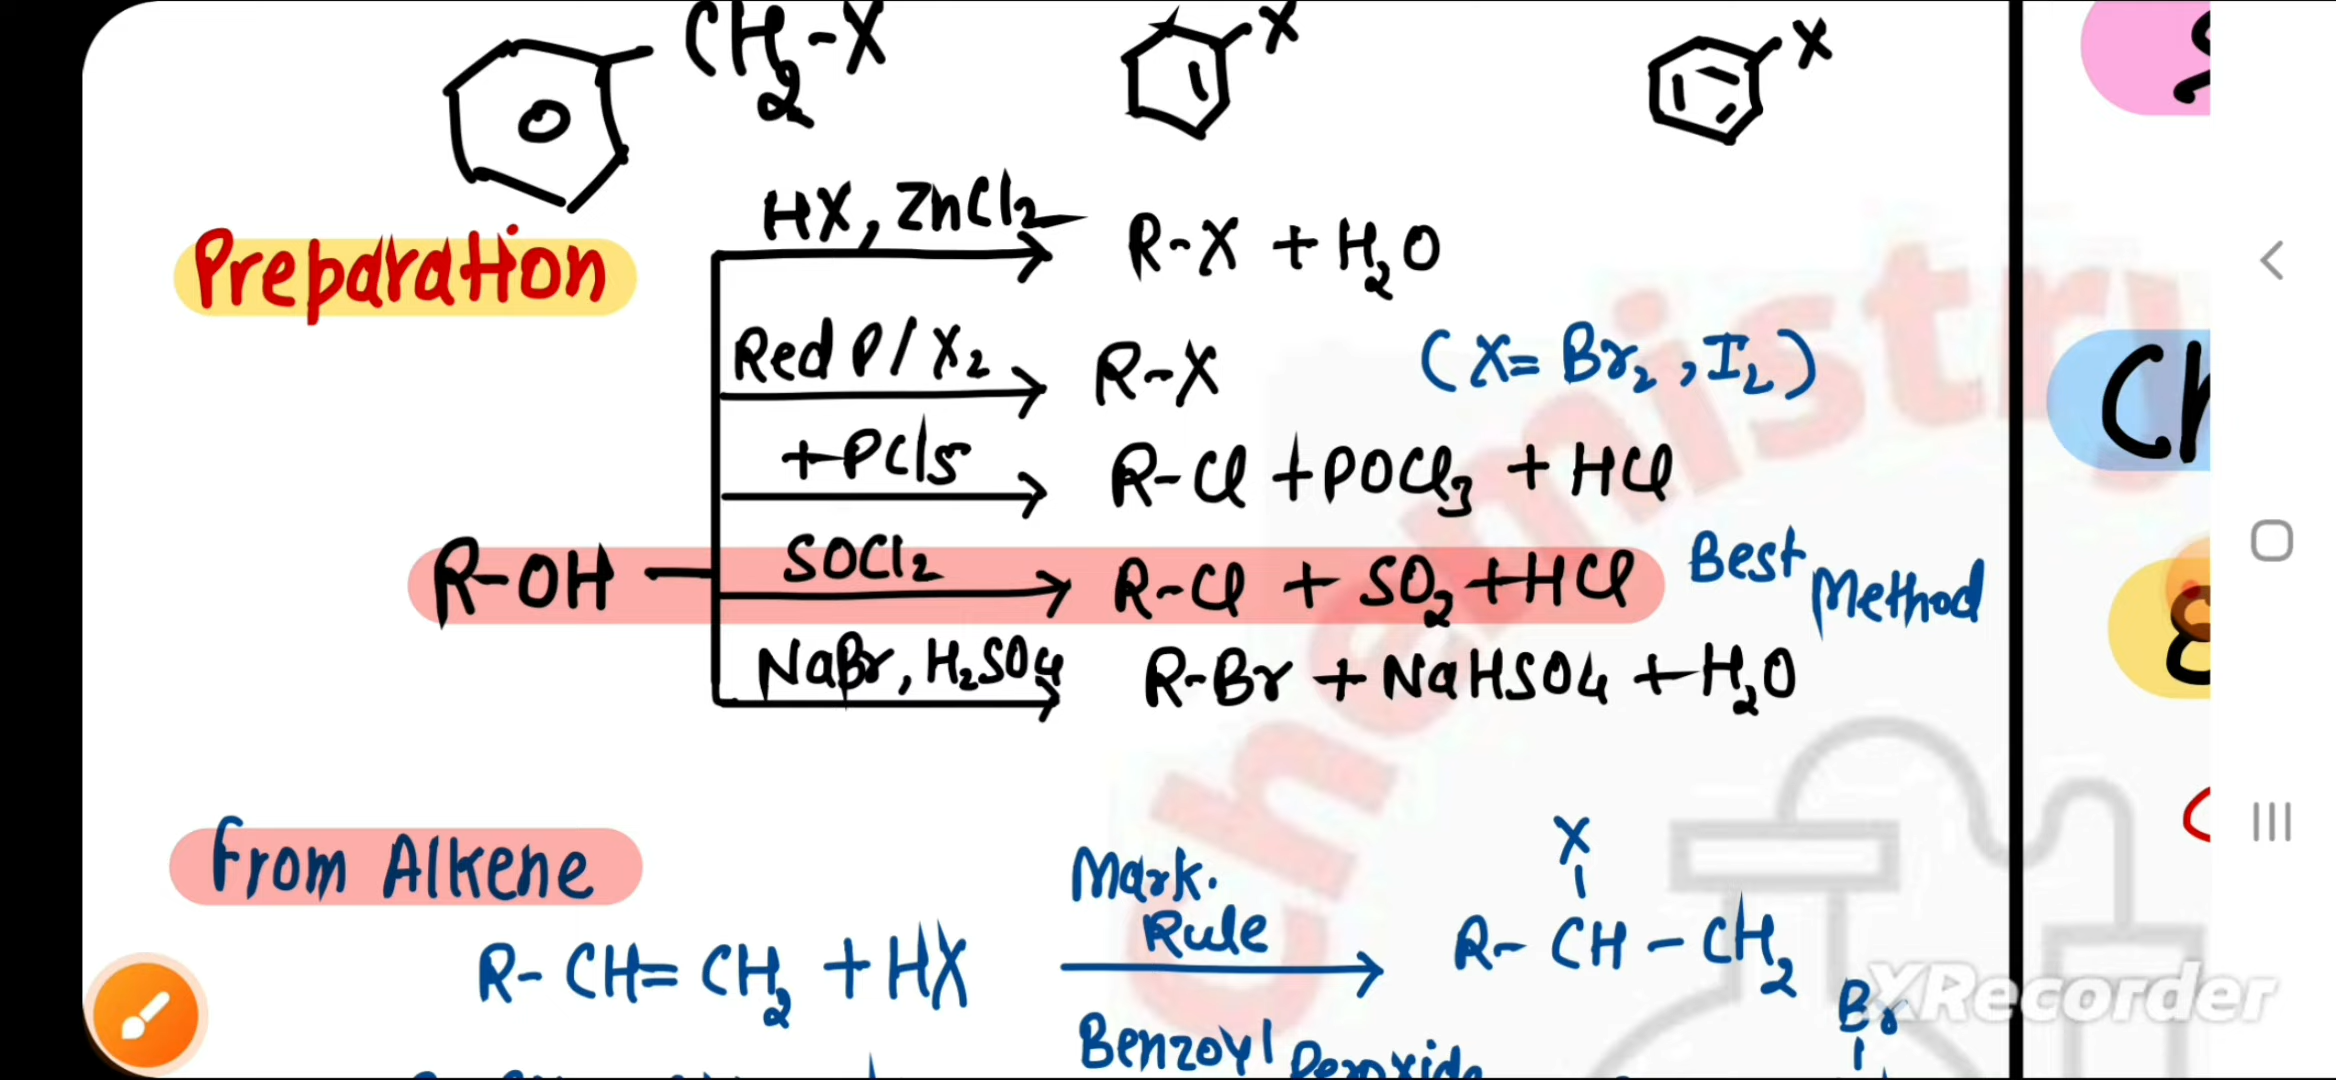 CH2-X
X
X
HX, ZnCl2
R-X + H2O
Preparation
Red P/X2
R-X
(X= Br2, I2)
+PCl5
R-Cl +POCl3 + HCl
R-OH
SOCl2
R-Cl + SO2 +HCl
Best Method
NaBr, H2SO4
R-Br + NaHSO4 + H2O
From Alkene
Mark. Rule
X
R- CH= CH2 + HX
R- CH - CH2
Br
Benzoyl Peroxide
Chemistry
XRecorder